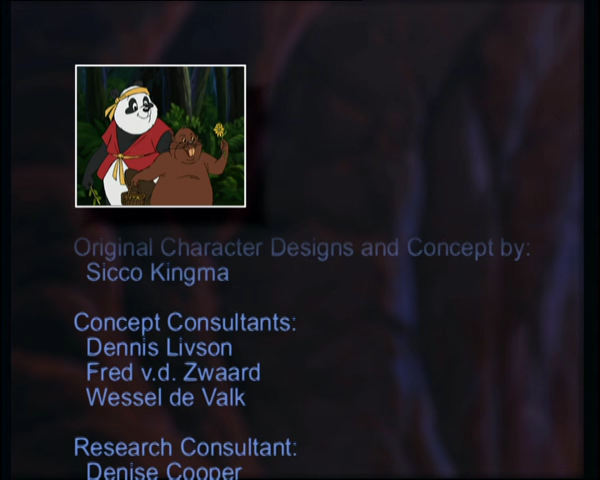 Original Character Designs and Concept by:
Sicco Kingma
Concept Consultants:
Dennis Livson
Fred v.d. Zwaard
Wessel de Valk
Research Consultant:
Denise Cooper